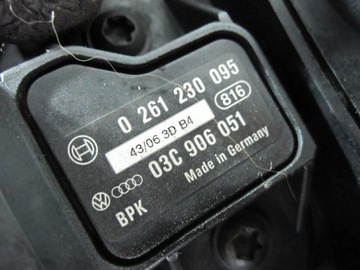 0 261 230 095
43/06 3D B4
816
03C 906 051
Made in Germany
BPK